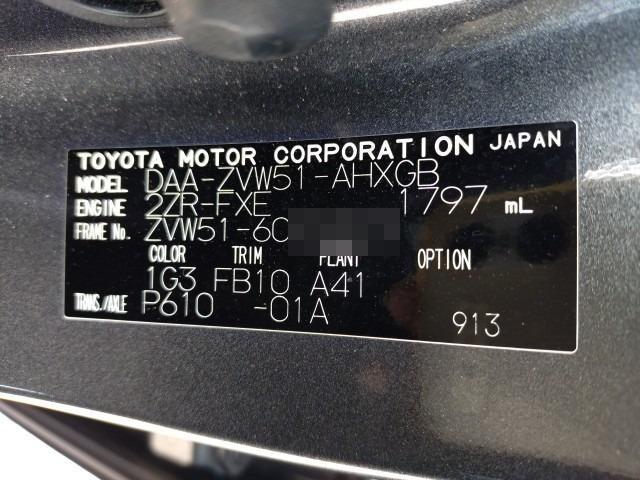 TOYOTA MOTOR CORPORATION JAPAN
MODEL DAA-ZVW51-AHXGB
ENGINE 2ZR-FXE 1797 mL
FRAME No. ZVW51-60
COLOR TRIM PLANT OPTION
1G3 FB10 A41
TRANS./AXLE P610 -01A 913